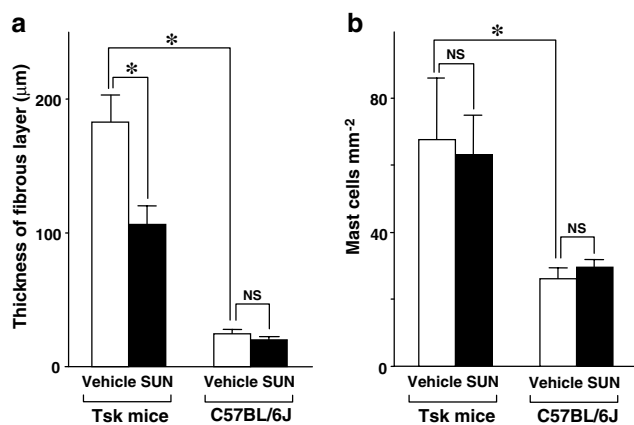 a
Thickness of fibrous layer (μm)
200
100
0
*
*
NS
Vehicle SUN Vehicle SUN
Tsk mice C57BL/6J
b
Mast cells mm-2
80
40
0
*
NS
NS
Vehicle SUN Vehicle SUN
Tsk mice C57BL/6J